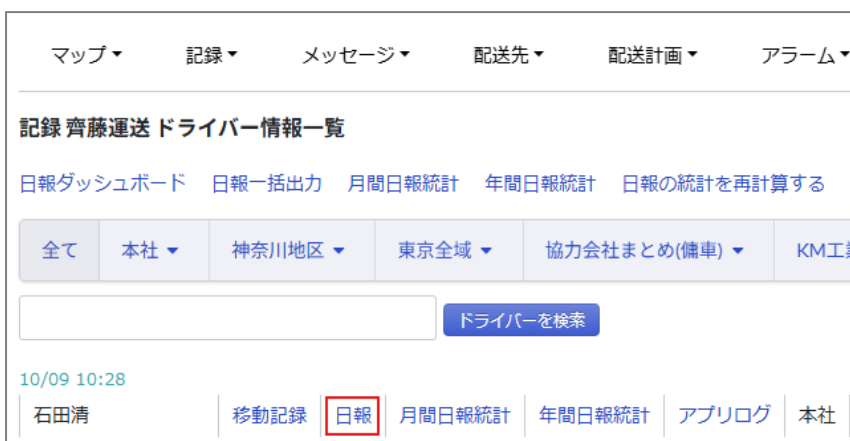 マップ▼ 記録▼ メッセージ▼ 配送先▼ 配送計画▼ アラーム▼
記録 齊藤運送 ドライバー情報一覧
日報ダッシュボード 日報一括出力 月間日報統計 年間日報統計 日報の統計を再計算する
全て 本社▼ 神奈川地区▼ 東京全域▼ 協力会社まとめ(傭車)▼ KM工
ドライバーを検索
10/09 10:28
石田清 移動記録 日報 月間日報統計 年間日報統計 アプリログ 本社